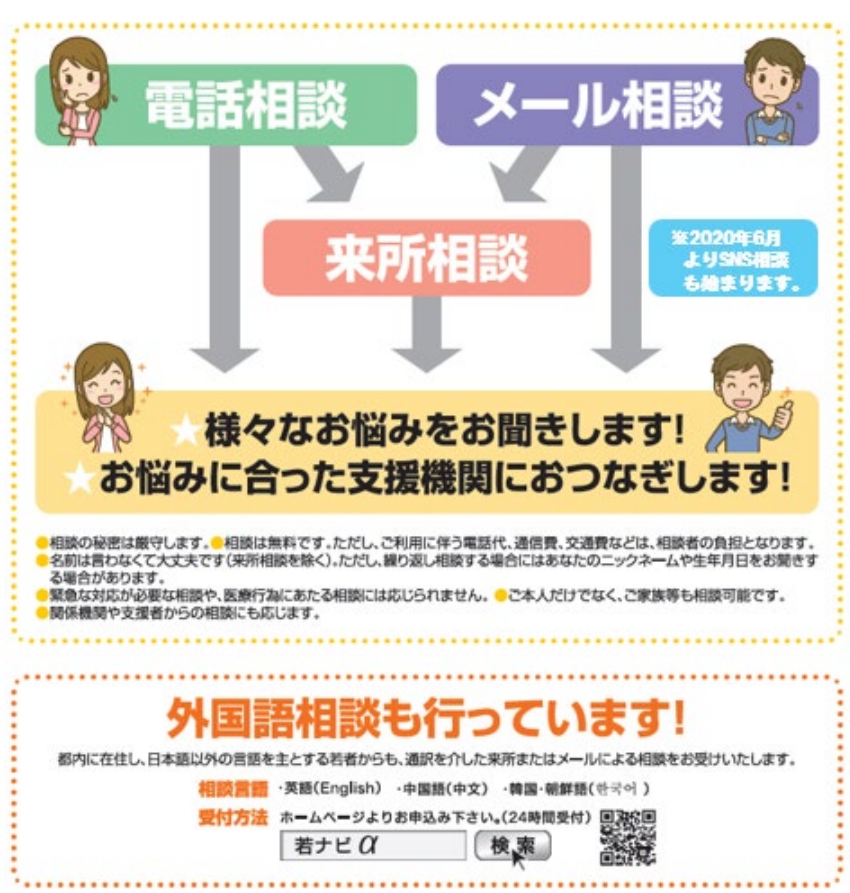 電話相談
メール相談
来所相談
※2020年6月
よりSNS相談
も始まります。
★様々なお悩みをお聞きします!
★お悩みに合った支援機関におつなぎします!
●相談の秘密は厳守します。●相談は無料です。ただし、ご利用に伴う電話代、通信費、交通費などは、相談者の負担となります。
●名前は言わなくて大丈夫です(来所相談を除く)。ただし、繰り返し相談する場合にはあなたのニックネームや生年月日をお聞きす
る場合があります。
●緊急な対応が必要な相談や、医療行為にあたる相談には応じられません。●ご本人だけでなく、ご家族等も相談可能です。
●関係機関や支援者からの相談にも応じます。
外国語相談も行っています!
都内に在住し、日本語以外の言語を主とする若者からも、通訳を介した来所またはメールによる相談をお受けいたします。
相談言語 ・英語(English) ・中国語(中文) ・韓国・朝鮮語(한국어)
受付方法 ホームページよりお申込み下さい。(24時間受付)
若ナビα 検索